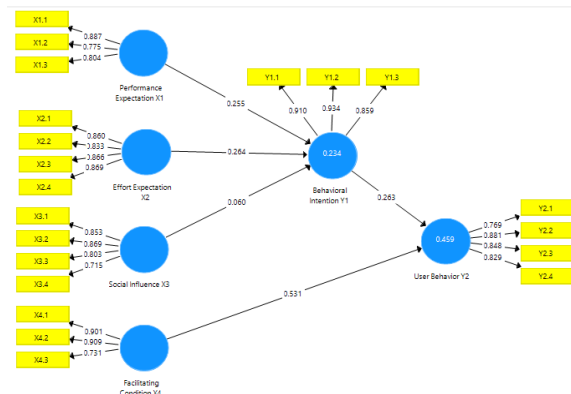 X1.1
X1.2
X1.3
0.887
0.775
0.804
Performance
Expectation X1
X2.1
X2.2
X2.3
X2.4
0.860
0.833
0.866
0.869
Effort Expectation
X2
X3.1
X3.2
X3.3
X3.4
0.853
0.869
0.803
0.715
Social Influence X3
X4.1
X4.2
X4.3
0.901
0.909
0.731
Facilitating
Condition X4
0.255
0.264
0.060
0.531
Y1.1
Y1.2
Y1.3
0.910
0.934
0.859
0.234
Behavioral
Intention Y1
0.263
0.459
User Behavior Y2
0.769
0.881
0.848
0.829
Y2.1
Y2.2
Y2.3
Y2.4